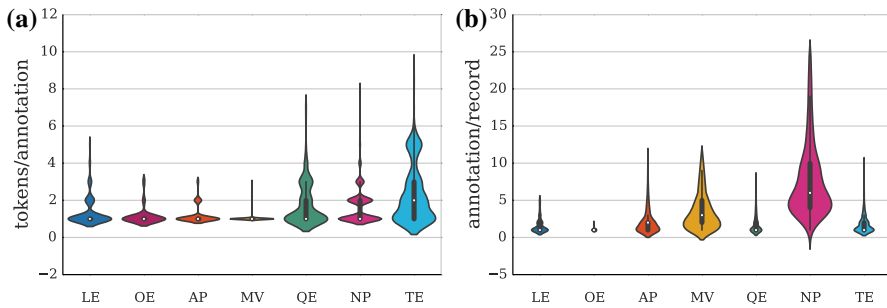 (a)
tokens/annotation
12
10
8
6
4
2
0
−2
LE OE AP MV QE NP TE
(b)
annotation/record
30
25
20
15
10
5
0
−5
LE OE AP MV QE NP TE